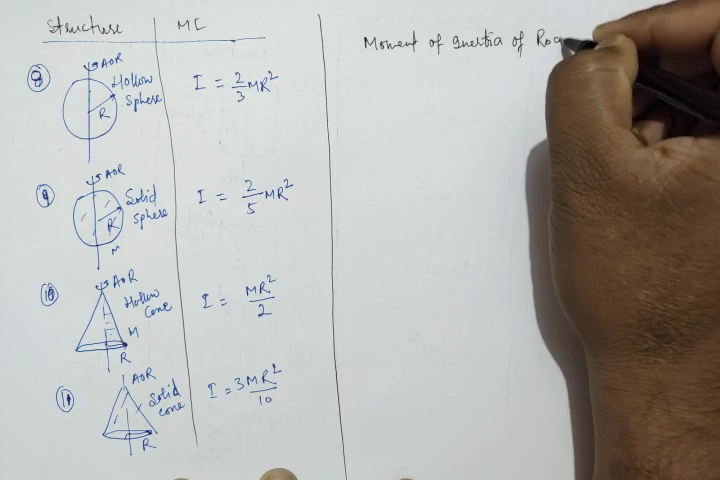 Structure MI
⑧ AOR Hollow sphere R I = 2/3 MR²
⑨ AOR Solid sphere R M I = 2/5 MR²
⑩ AOR Hollow cone M R I = MR²/2
⑪ AOR Solid cone R I = 3MR²/10
Moment of Inertia of Ro